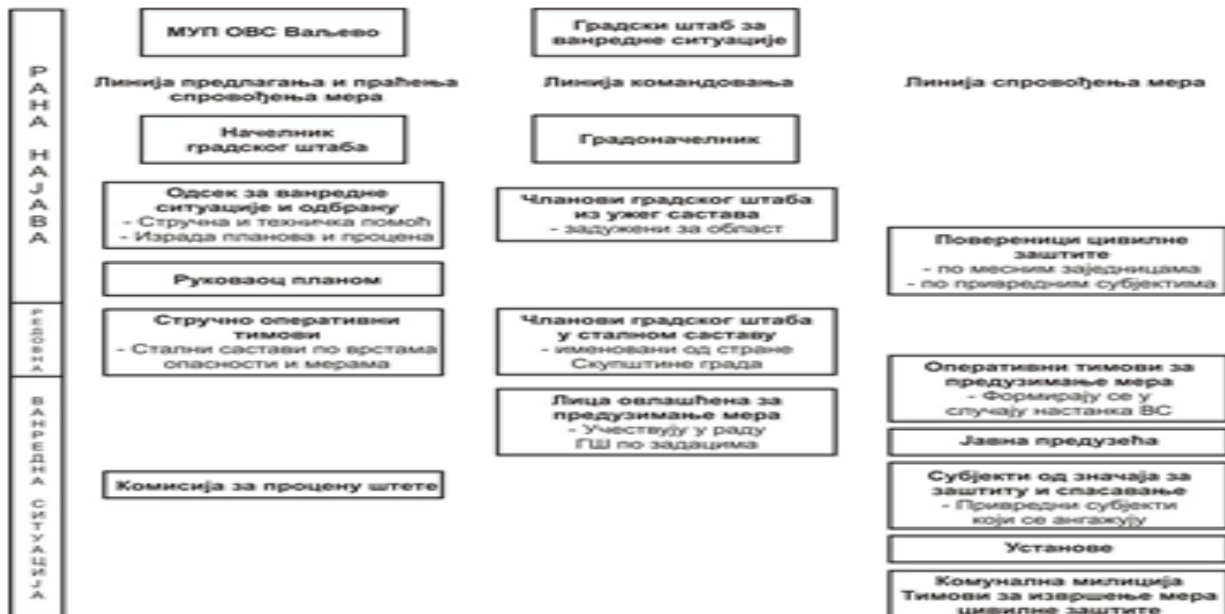 РАНА НАЈАВА
МУП ОВС Ваљево
Линија предлагања и праћења
спровођења мера
Начелник
градског штаба
Одсек за ванредне
ситуације и одбрану
- Стручна и техничка помоћ
- Израда планова и процена
Руковаоц планом
Градски штаб за
ванредне ситуације
Линија командовања
Градоначелник
Чланови градског штаба
из ужег састава
- задужени за област
Линија спровођења мера
Повереници цивилне
заштите
- по месним заједницама
- по привредним субјектима
РЕДОВНА
Стручно оперативни
тимови
- Стални састави по врстама
опасности и мерама
Чланови градског штаба
у сталном саставу
- именовани од стране
Скупштине града
ВАНРЕДНА СИТУАЦИЈА
Комисија за процену штете
Лица овлашћена за
предузимање мера
- Учествују у раду
ГШ по задацима
Оперативни тимови за
предузимање мера
- Формирају се у
случају настанка ВС
Јавна предузећа
Субјекти од значаја за
заштиту и спасавање
- Привредни субјекти
који се ангажују
Установе
Комунална милиција
Тимови за извршење мера
цивилне заштите